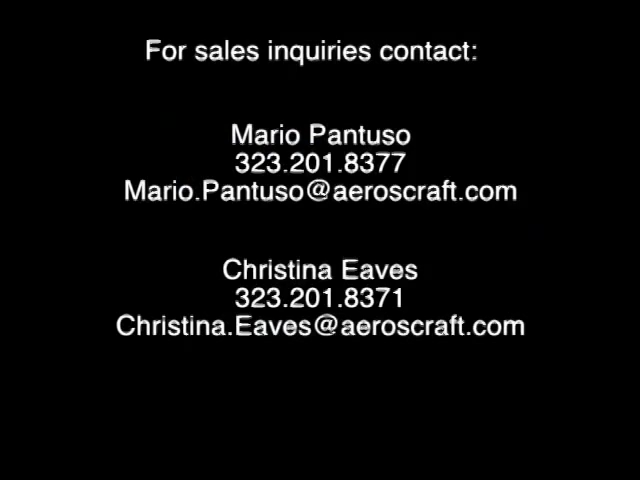 For sales inquiries contact:
Mario Pantuso
323.201.8377
Mario.Pantuso@aeroscraft.com
Christina Eaves
323.201.8371
Christina.Eaves@aeroscraft.com